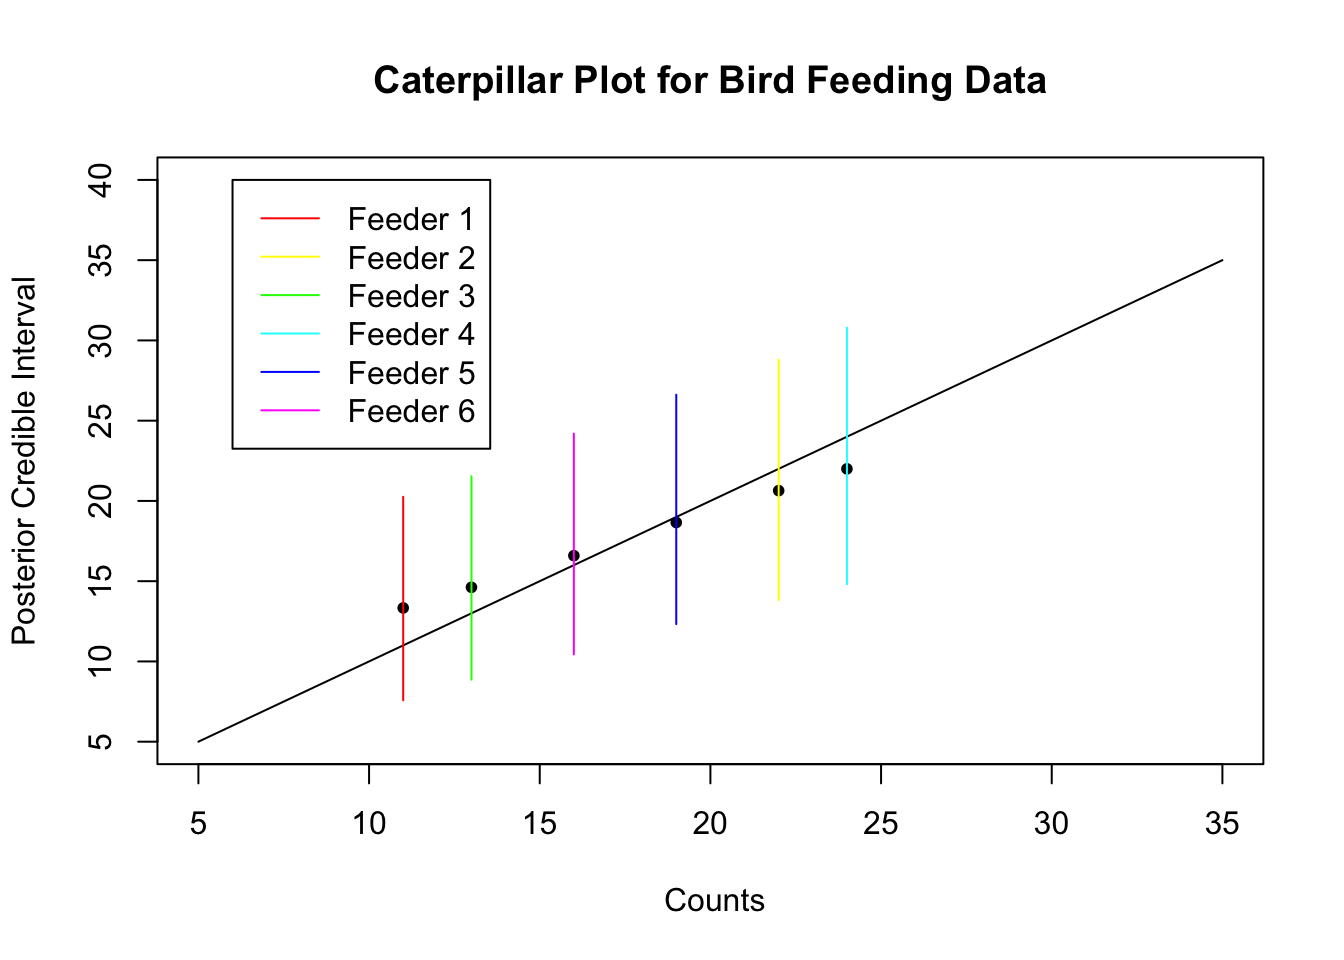 Caterpillar Plot for Bird Feeding Data
Posterior Credible Interval
40
35
30
25
20
15
10
5
Feeder 1
Feeder 2
Feeder 3
Feeder 4
Feeder 5
Feeder 6
5 10 15 20 25 30 35
Counts